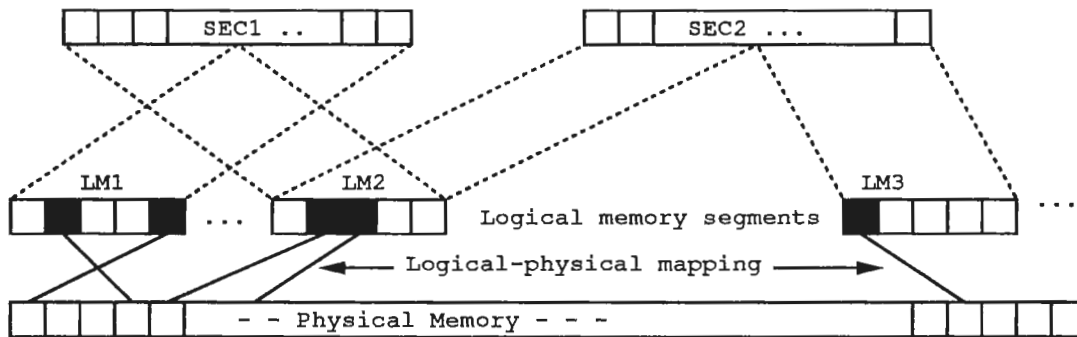 SEC1 ..
SEC2 ...
LM1
LM2
LM3
...
Logical memory segments
...
Logical-physical mapping
- - Physical Memory - - ~